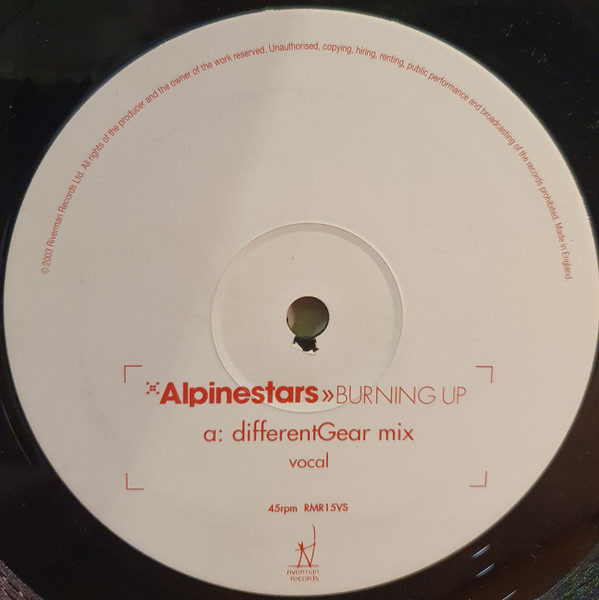 © 2003 Riverman Records Ltd. All rights of the producer and the owner of the work reserved. Unauthorised, copying, hiring, renting, public performance and broadcasting of the records prohibited. Made in England
Alpinestars»BURNING UP
a: differentGear mix
vocal
45rpm RMR15VS
riverman
records